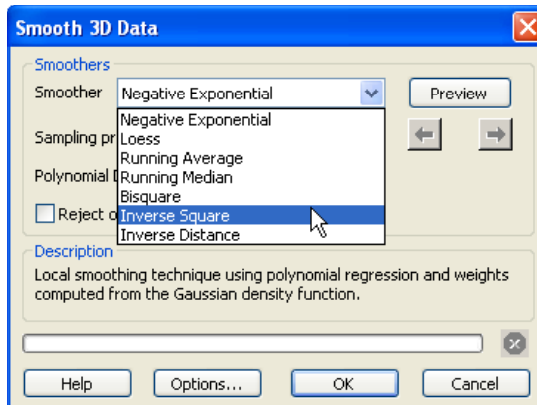 Smooth 3D Data
Smoothers
Smoother Negative Exponential Preview
Negative Exponential
Sampling pr
Loess
Running Average
Polynomial
Running Median
Bisquare
Reject o
Inverse Square
Inverse Distance
Description
Local smoothing technique using polynomial regression and weights
computed from the Gaussian density function.
Help Options... OK Cancel